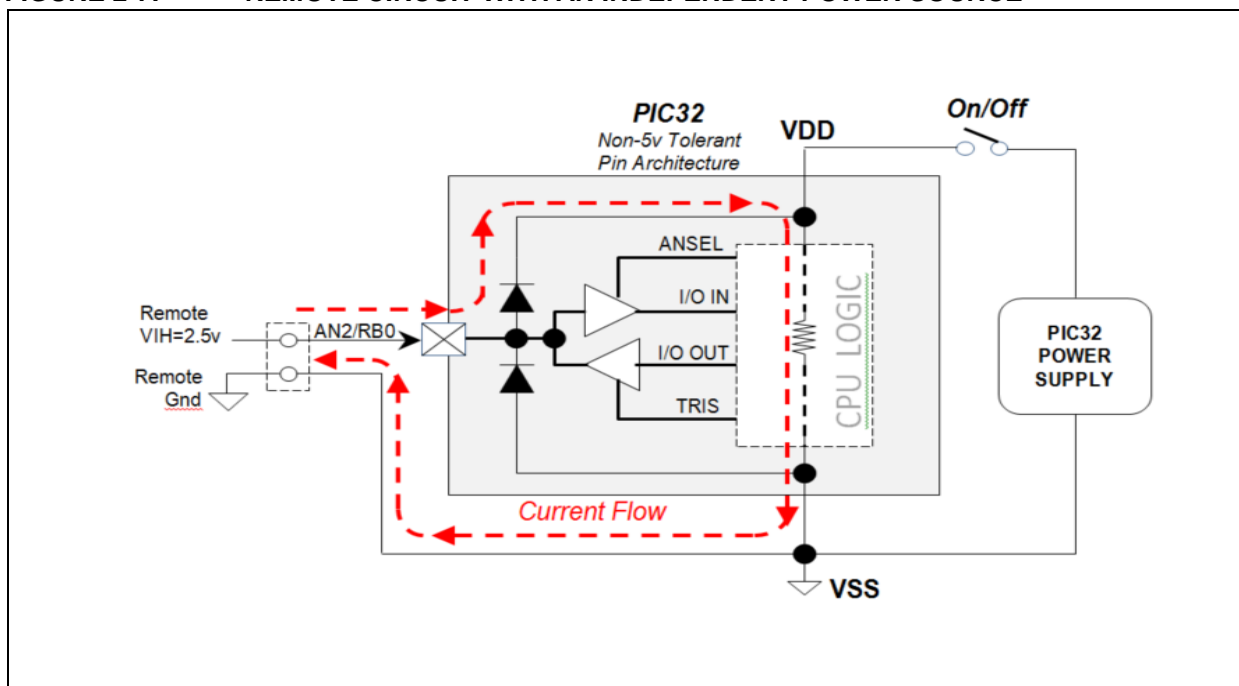 PIC32
Non-5v Tolerant
Pin Architecture
VDD
On/Off
ANSEL
I/O IN
I/O OUT
TRIS
CPU LOGIC
Remote
VIH=2.5v
AN2/RB0
Remote
Gnd
PIC32
POWER
SUPPLY
Current Flow
VSS